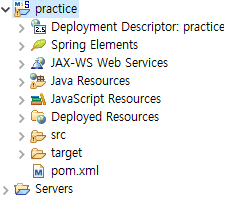 practice
Deployment Descriptor: practice
Spring Elements
JAX-WS Web Services
Java Resources
JavaScript Resources
Deployed Resources
src
target
pom.xml
Servers